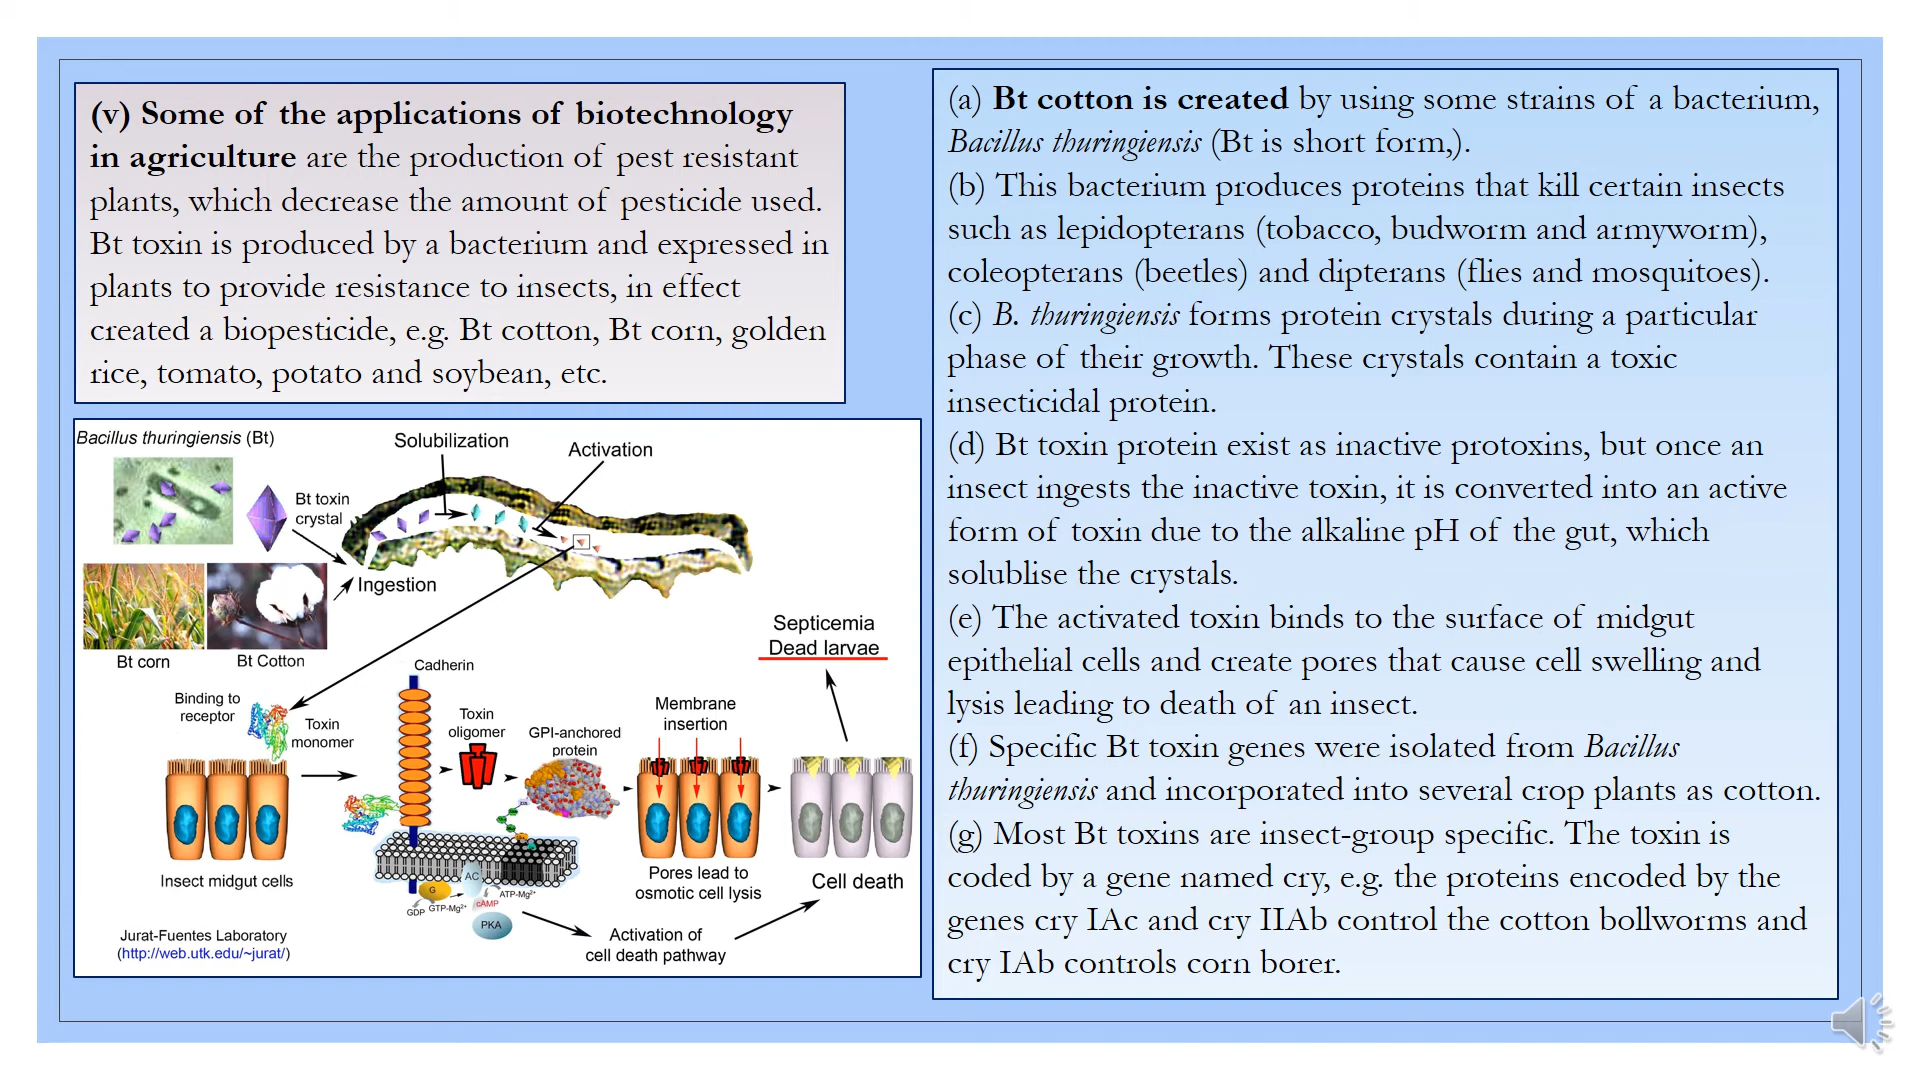 (v) Some of the applications of biotechnology
in agriculture are the production of pest resistant
plants, which decrease the amount of pesticide used.
Bt toxin is produced by a bacterium and expressed in
plants to provide resistance to insects, in effect
created a biopesticide, e.g. Bt cotton, Bt corn, golden
rice, tomato, potato and soybean, etc.
Bacillus thuringiensis (Bt)
Solubilization
Activation
Bt toxin
crystal
Ingestion
Bt corn
Bt Cotton
Septicemia
Dead larvae
Binding to
receptor
Toxin
monomer
Cadherin
Toxin
oligomer
GPI-anchored
protein
Membrane
insertion
Insect midgut cells
Pores lead to
osmotic cell lysis
Cell death
G
AC
GDP
GTP-Mg2+
cAMP
ATP-Mg2+
PKA
Activation of
cell death pathway
Jurat-Fuentes Laboratory
(http://web.utk.edu/~jurat/)
(a) Bt cotton is created by using some strains of a bacterium,
Bacillus thuringiensis (Bt is short form,).
(b) This bacterium produces proteins that kill certain insects
such as lepidopterans (tobacco, budworm and armyworm),
coleopterans (beetles) and dipterans (flies and mosquitoes).
(c) B. thuringiensis forms protein crystals during a particular
phase of their growth. These crystals contain a toxic
insecticidal protein.
(d) Bt toxin protein exist as inactive protoxins, but once an
insect ingests the inactive toxin, it is converted into an active
form of toxin due to the alkaline pH of the gut, which
solublise the crystals.
(e) The activated toxin binds to the surface of midgut
epithelial cells and create pores that cause cell swelling and
lysis leading to death of an insect.
(f) Specific Bt toxin genes were isolated from Bacillus
thuringiensis and incorporated into several crop plants as cotton.
(g) Most Bt toxins are insect-group specific. The toxin is
coded by a gene named cry, e.g. the proteins encoded by the
genes cry IAc and cry IIAb control the cotton bollworms and
cry IAb controls corn borer.